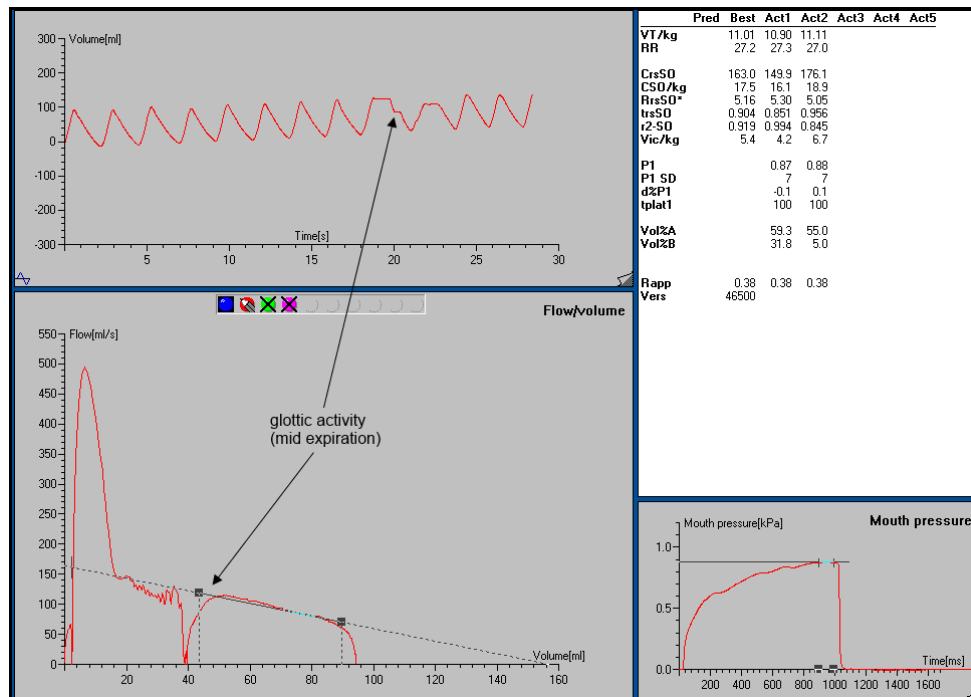 Volume[ml]
300
200
100
0
-100
-200
-300
Time[s]
5 10 15 20 25 30
Flow/volume
Flow[ml/s]
550
500
450
400
350
300
250
200
150
100
50
0
glottic activity
(mid expiration)
Volume[ml]
0 20 40 60 80 100 120 140 160
Pred Best Act1 Act2 Act3 Act4 Act5
VT/kg 11.01 10.90 11.11
RR 27.2 27.3 27.0
CrsSO 163.0 149.9 176.1
CSO/kg 17.5 16.1 18.9
RrsSO* 5.16 5.30 5.05
trsSO 0.904 0.851 0.956
r2-SO 0.919 0.994 0.845
Vic/kg 5.4 4.2 6.7
P1 0.87 0.88
P1 SD 7 7
d%P1 -0.1 0.1
tplat1 100 100
Vol%A 59.3 55.0
Vol%B 31.8 5.0
Rapp 0.38 0.38 0.38
Vers 46500
Mouth pressure[kPa]
Mouth pressure
1.0
0.5
0.0
Time[ms]
200 400 600 800 1000 1200 1400 1600